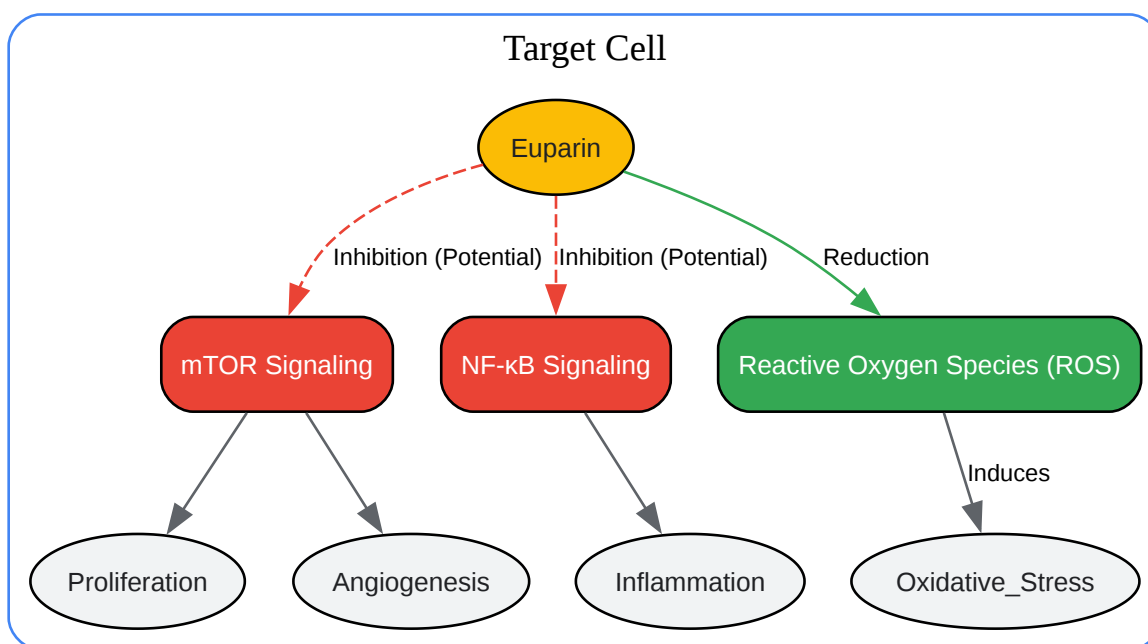 Target Cell
Euparin
Inhibition (Potential)
Inhibition (Potential)
Reduction
mTOR Signaling
NF-κB Signaling
Reactive Oxygen Species (ROS)
Induces
Proliferation
Angiogenesis
Inflammation
Oxidative_Stress